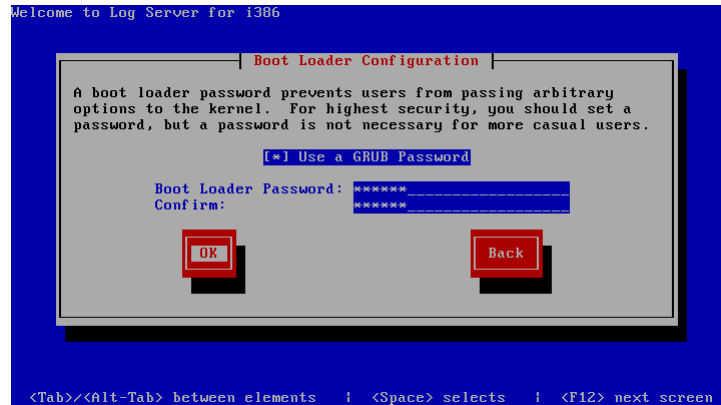 Welcome to Log Server for i386
Boot Loader Configuration
A boot loader password prevents users from passing arbitrary
options to the kernel.  For highest security, you should set a
password, but a password is not necessary for more casual users.
[*] Use a GRUB Password
Boot Loader Password: ******___________________
Confirm: ******___________________
OK Back
<Tab>/<Alt-Tab> between elements | <Space> selects | <F12> next screen